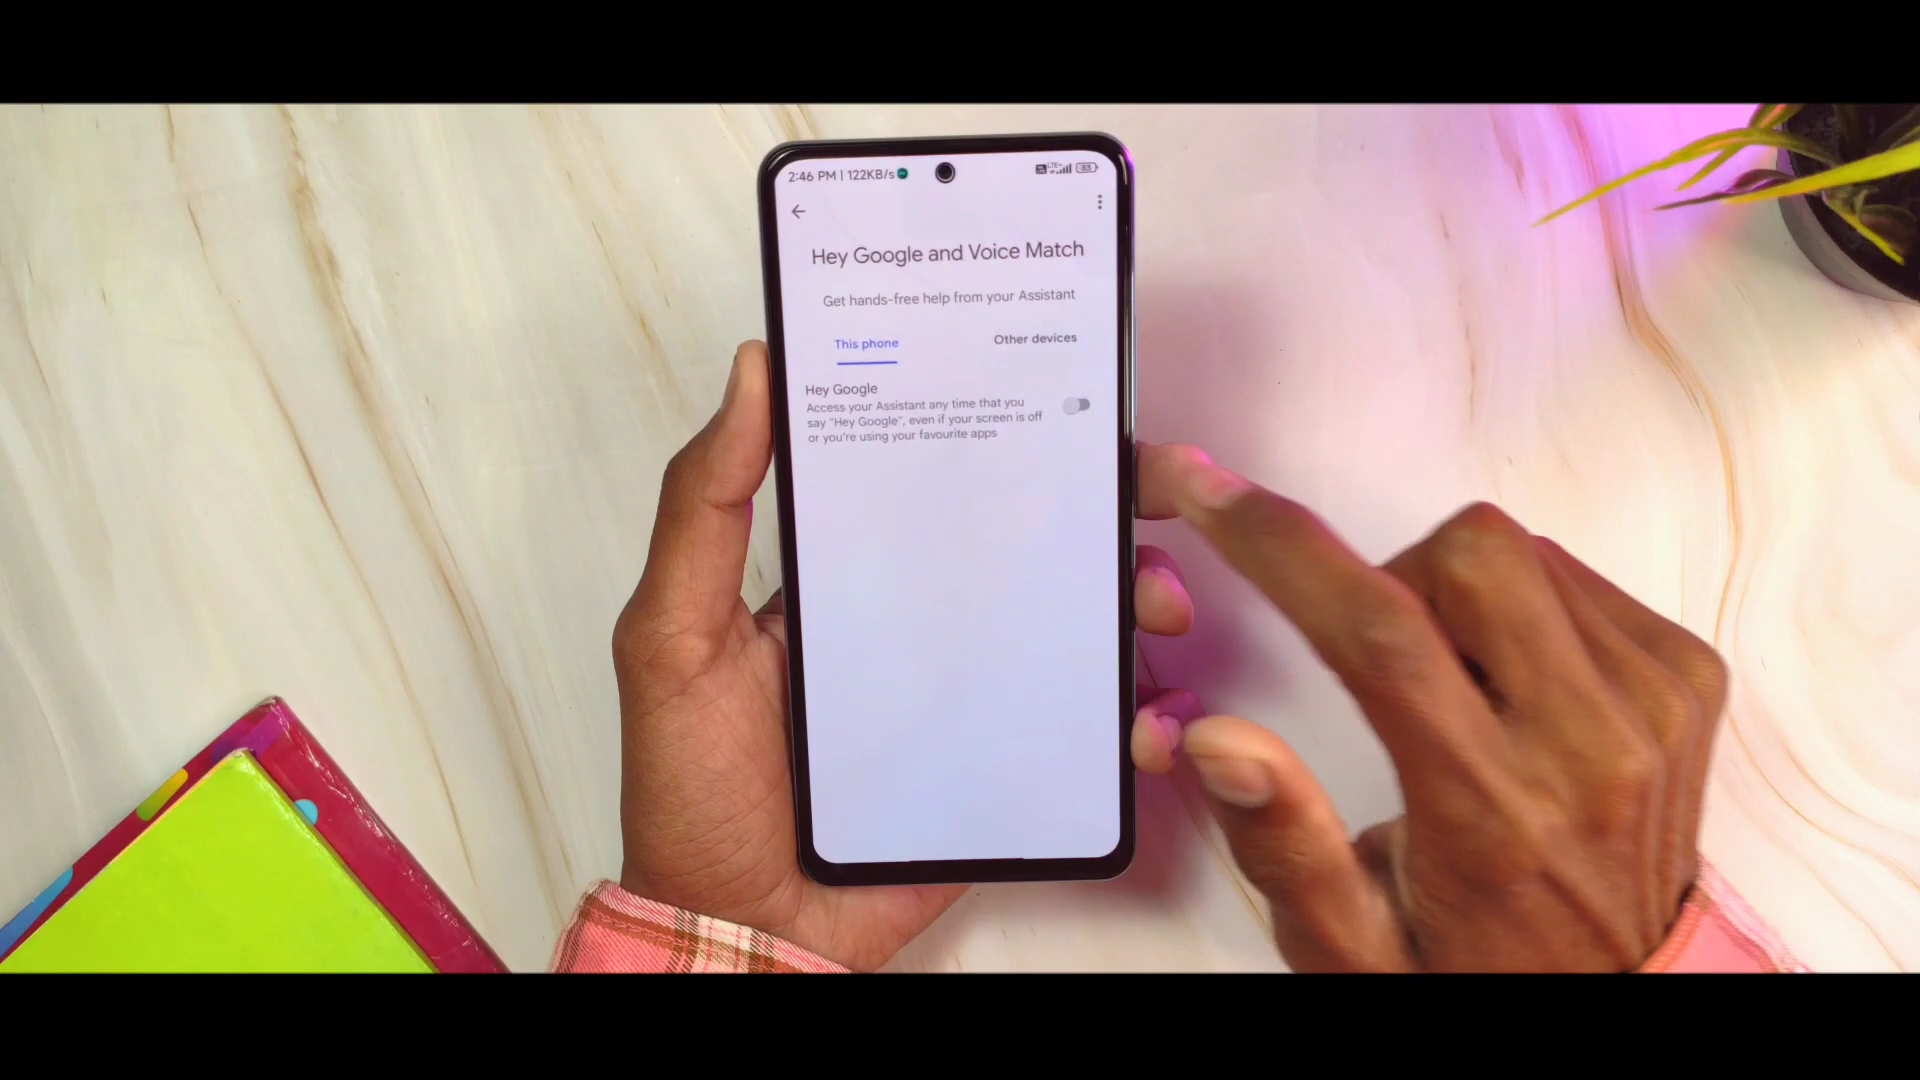 2:46 PM | 122KB/s
83
Hey Google and Voice Match
Get hands-free help from your Assistant
This phone
Other devices
Hey Google
Access your Assistant any time that you
say "Hey Google", even if your screen is off
or you're using your favourite apps